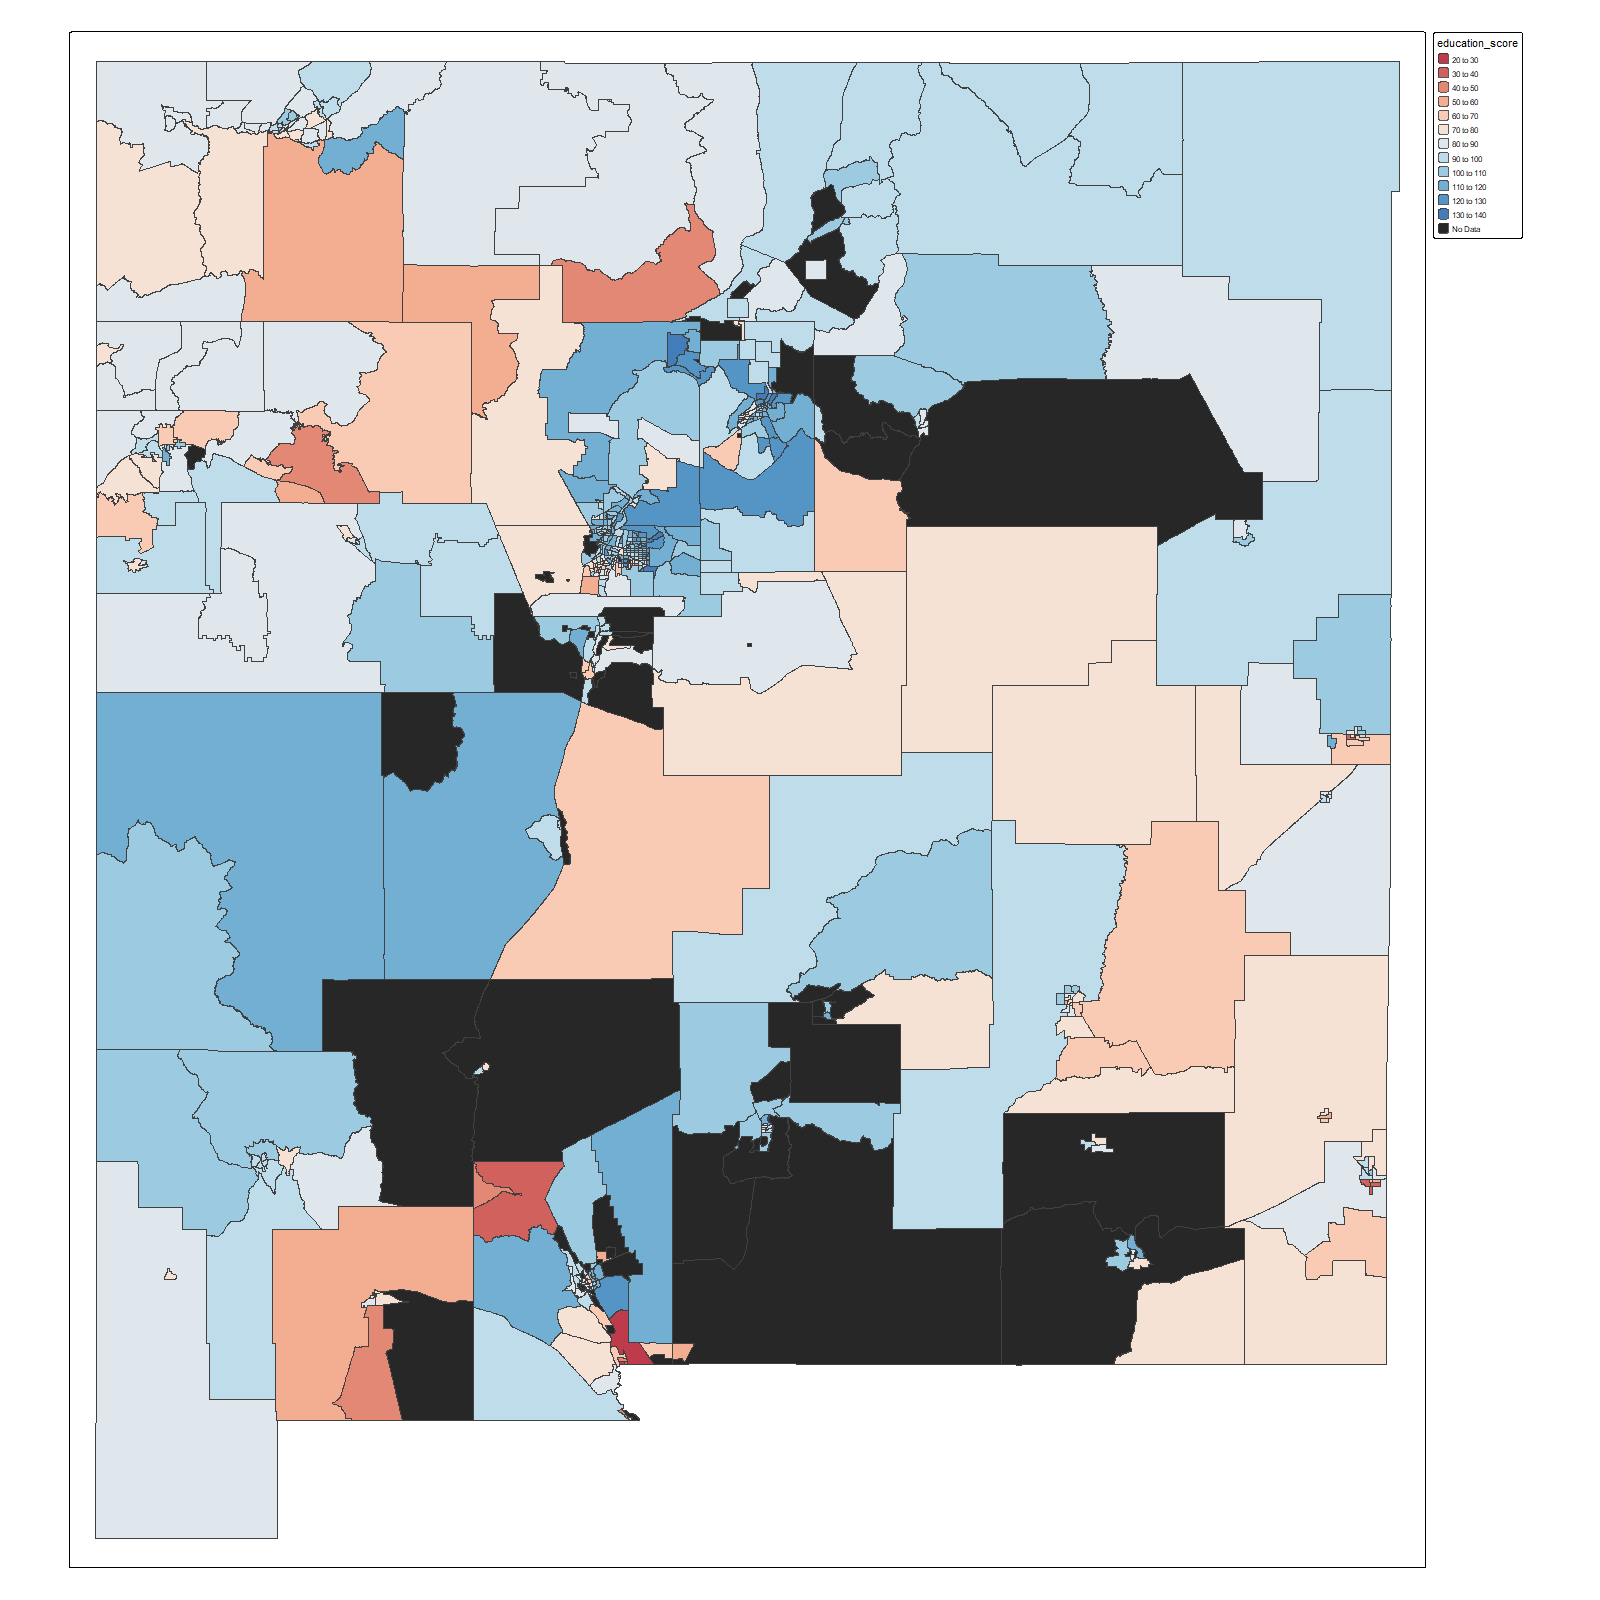 education_score
20 to 30
30 to 40
40 to 50
50 to 60
60 to 70
70 to 80
80 to 90
90 to 100
100 to 110
110 to 120
120 to 130
130 to 140
No Data